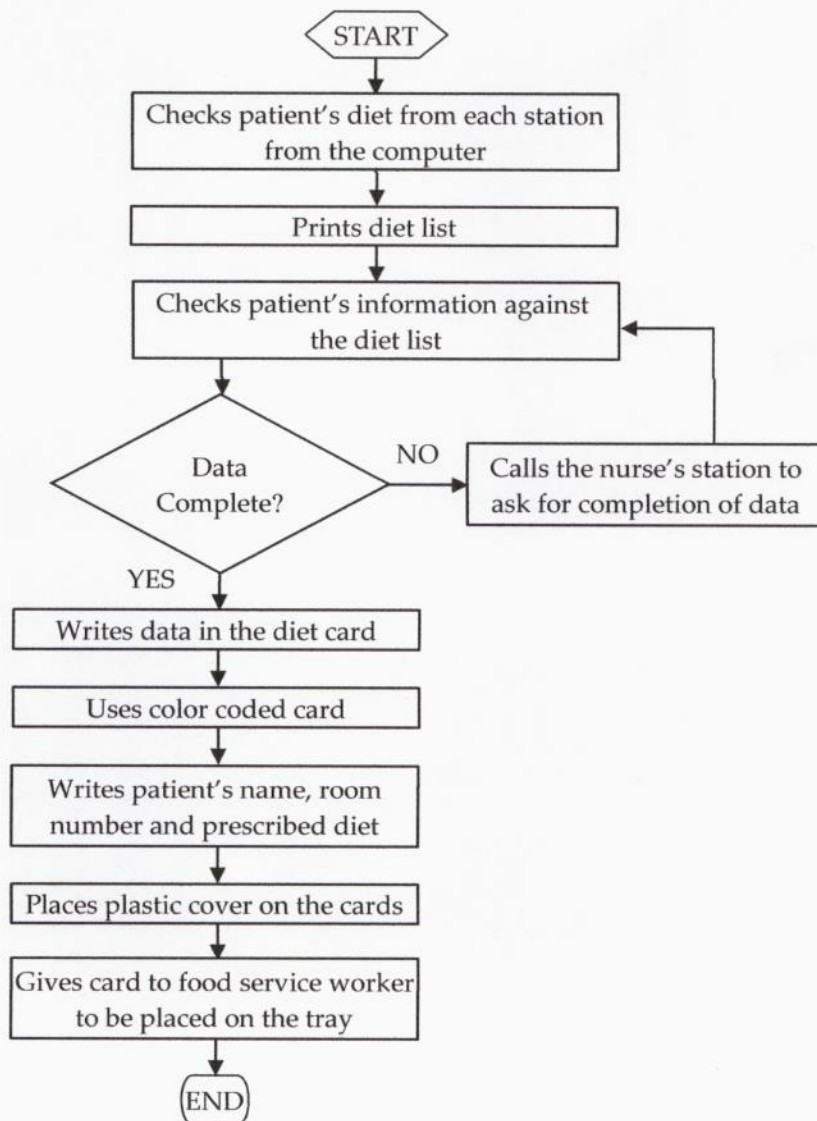 START
Checks patient's diet from each station
from the computer
Prints diet list
Checks patient's information against
the diet list
Data
Complete?
NO
Calls the nurse's station to
ask for completion of data
YES
Writes data in the diet card
Uses color coded card
Writes patient's name, room
number and prescribed diet
Places plastic cover on the cards
Gives card to food service worker
to be placed on the tray
END